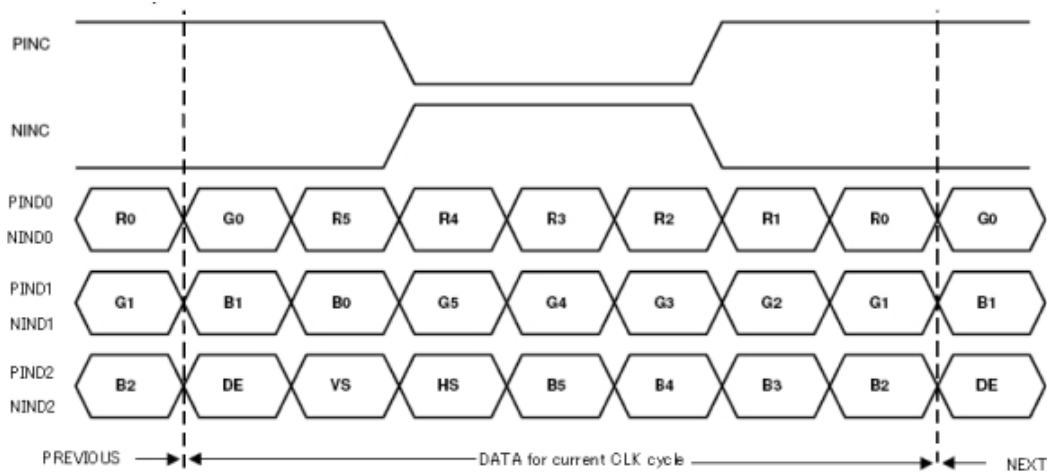 PINC
NINC
PIND0
NIND0
R0 G0 R5 R4 R3 R2 R1 R0 G0
PIND1
NIND1
G1 B1 B0 G5 G4 G3 G2 G1 B1
PIND2
NIND2
B2 DE VS HS B5 B4 B3 B2 DE
PREVIOUS DATA for current CLK cycle NEXT